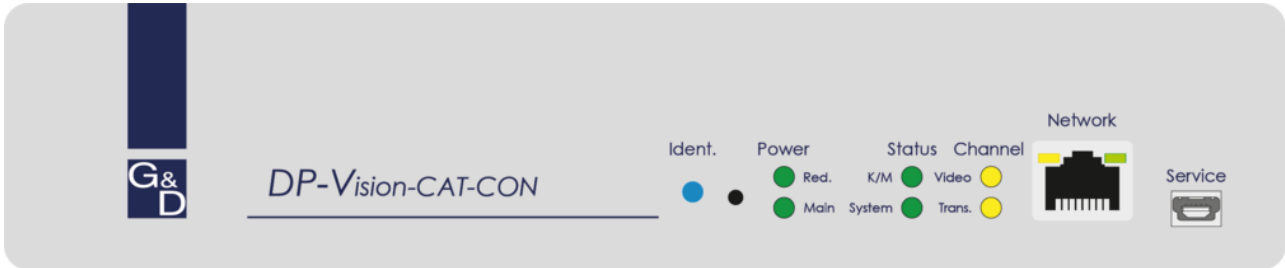 Network
Ident. Power Status Channel
Service
G&D
DP-Vision-CAT-CON
Red. K/M Video
Main System Trans.